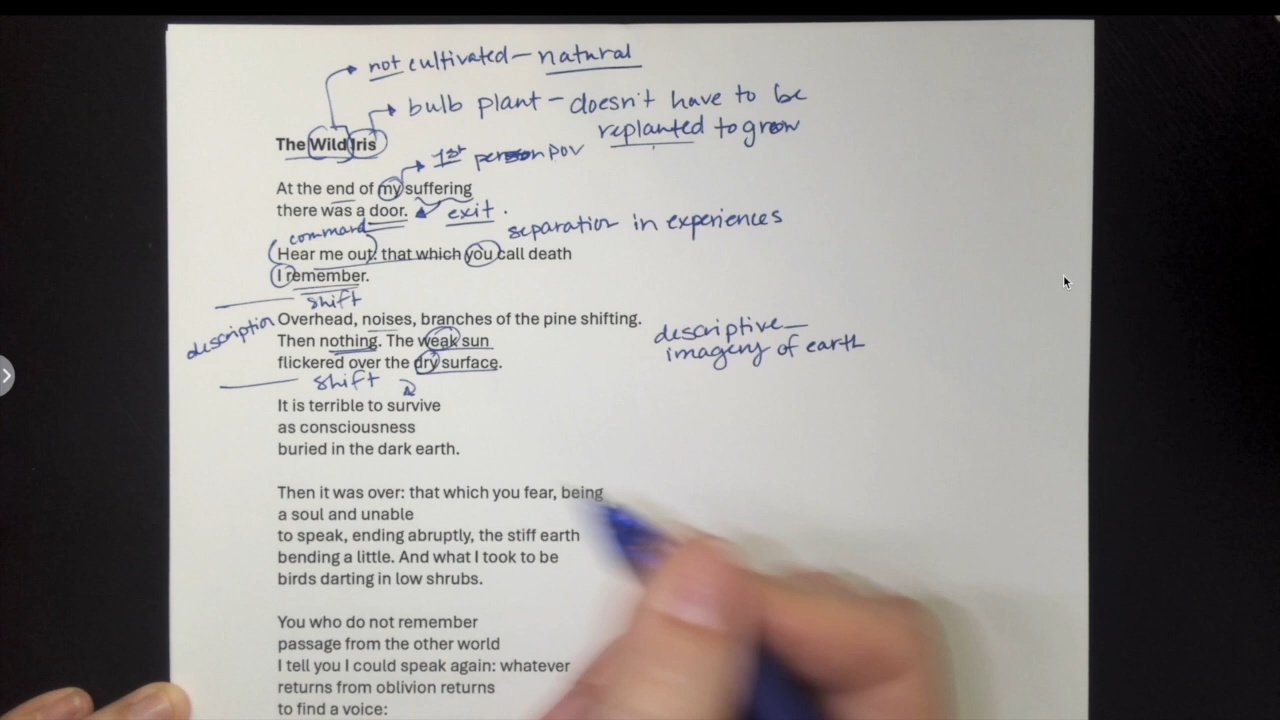 not cultivated — natural
bulb plant — doesn't have to be
replanted to grow
The Wild Iris
1st person POV
At the end of my suffering
there was a door.
exit.
separation in experiences
command
Hear me out: that which you call death
I remember.
shift
description
Overhead, noises, branches of the pine shifting.
Then nothing. The weak sun
flickered over the dry surface.
descriptive —
imagery of earth
shift
It is terrible to survive
as consciousness
buried in the dark earth.
Then it was over: that which you fear, being
a soul and unable
to speak, ending abruptly, the stiff earth
bending a little. And what I took to be
birds darting in low shrubs.
You who do not remember
passage from the other world
I tell you I could speak again: whatever
returns from oblivion returns
to find a voice: